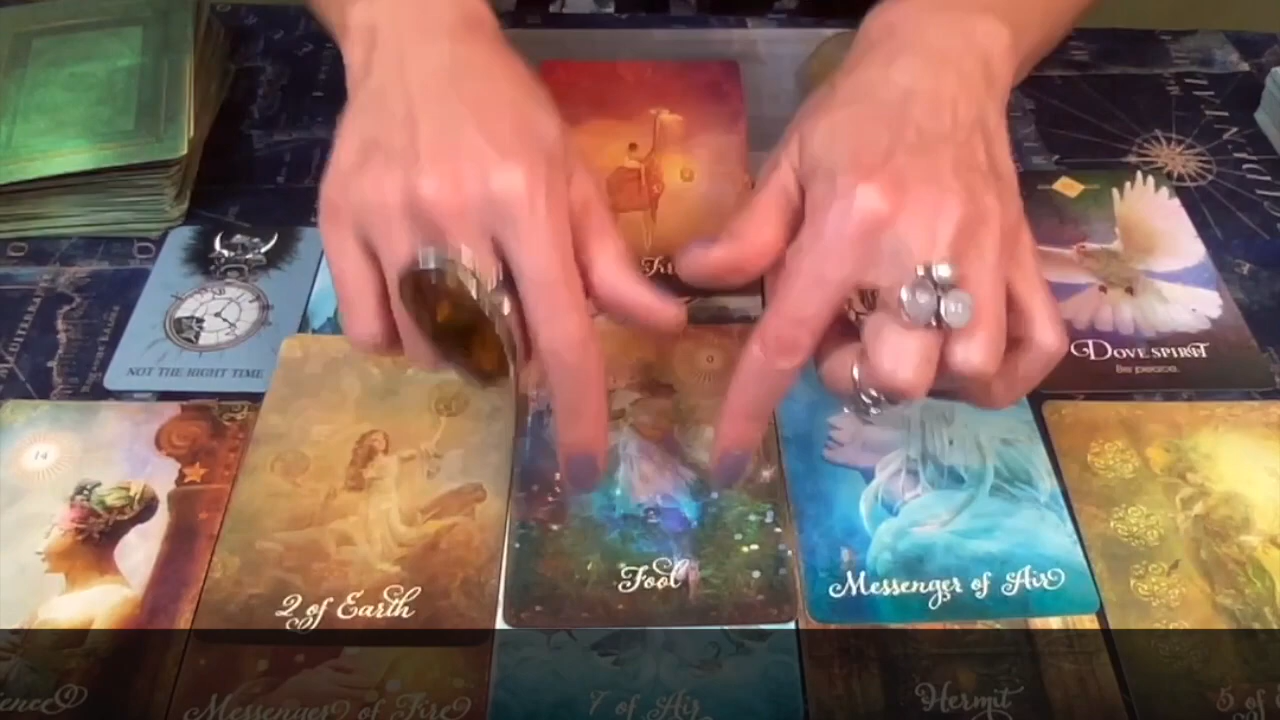 NOT THE RIGHT TIME
DOVE SPIRIT
Be peace.
0
14
2 of Earth
Fool
Messenger of Air
Messenger of Fire
7 of Air
Hermit
5 of